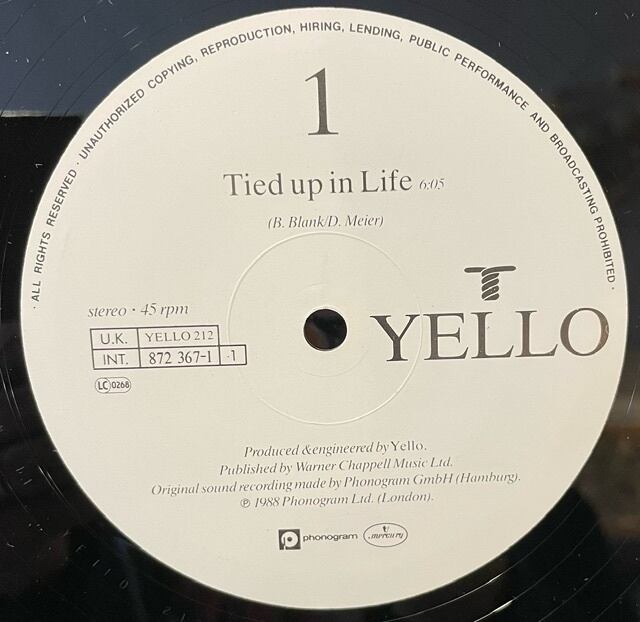 · ALL RIGHTS RESERVED · UNAUTHORIZED COPYING, REPRODUCTION, HIRING, LENDING, PUBLIC PERFORMANCE AND BROADCASTING PROHIBITED ·
1
Tied up in Life 6:05
(B. Blank/D. Meier)
stereo · 45 rpm
U.K. YELLO 212
INT. 872 367-1 ·1
LC 0268
YELLO
Produced & engineered by Yello.
Published by Warner Chappell Music Ltd.
Original sound recording made by Phonogram GmbH (Hamburg).
℗ 1988 Phonogram Ltd. (London).
phonogram mercury